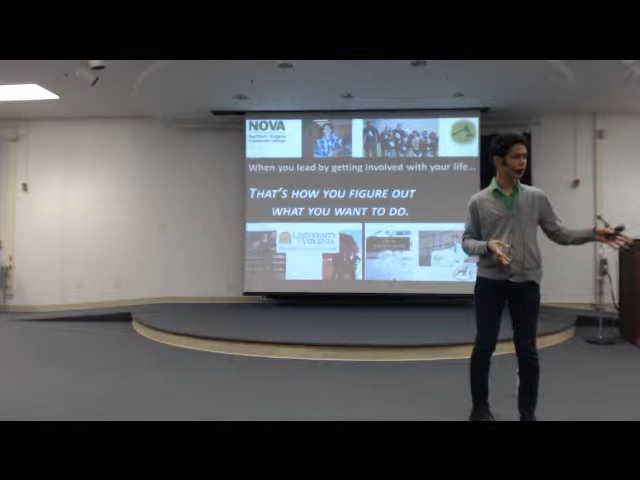 NOVA
Northern Virginia
Community College
When you lead by getting involved with your life...
THAT'S HOW YOU FIGURE OUT
WHAT YOU WANT TO DO.
UNIVERSITY
VIRGINIA